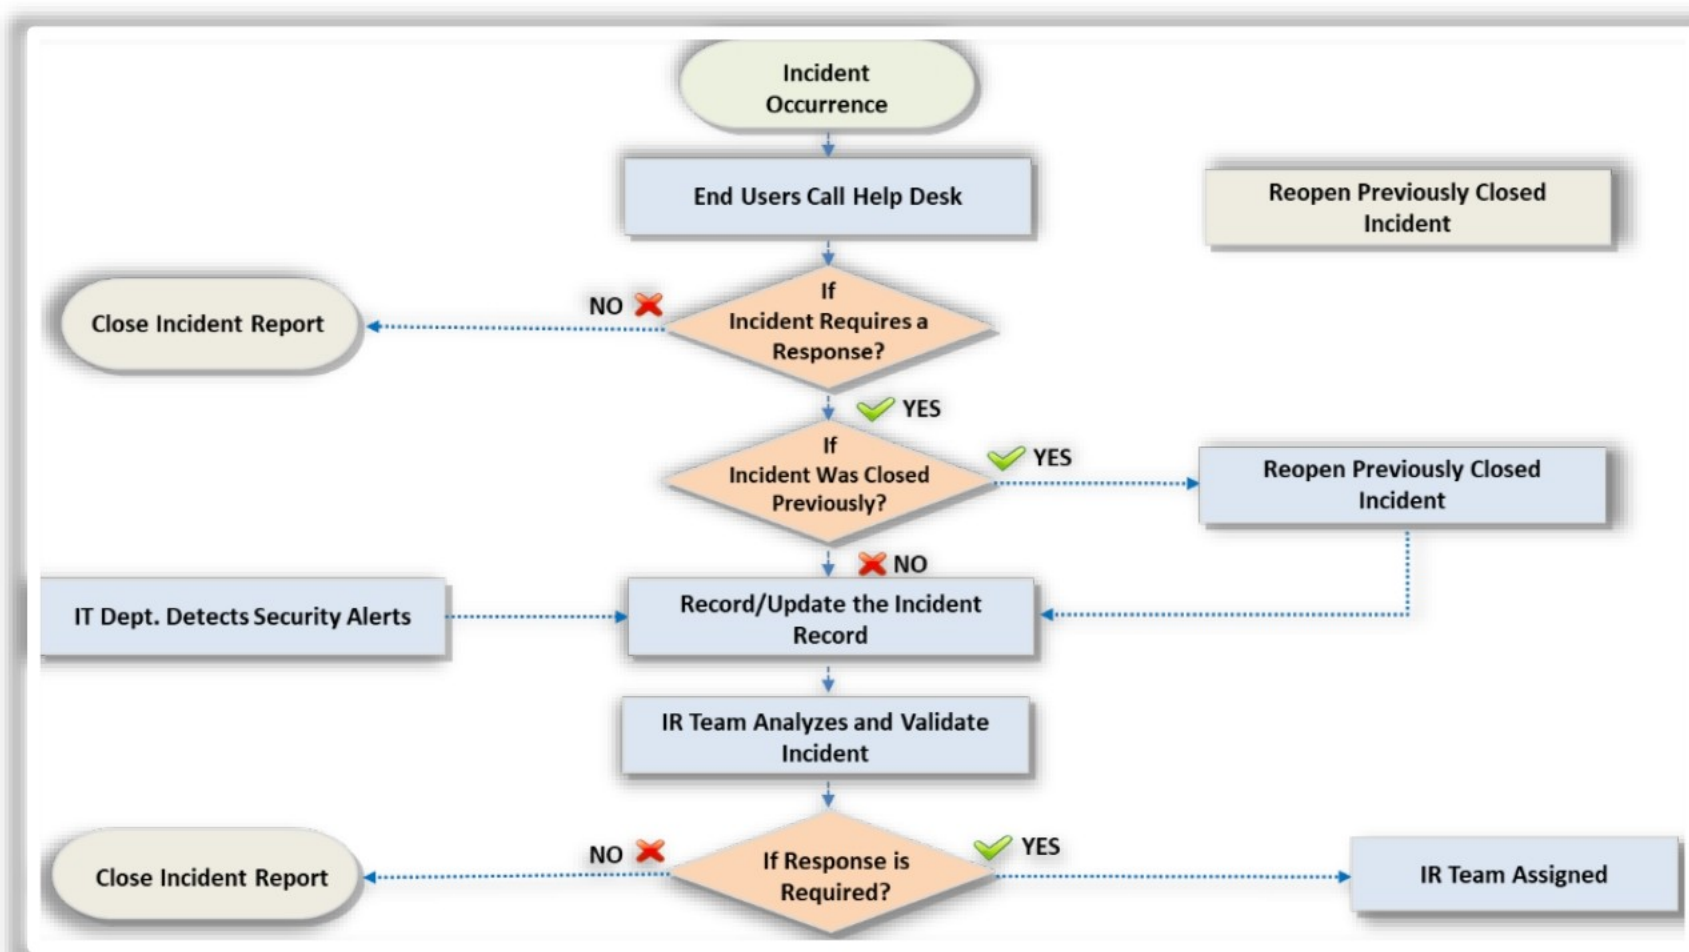 Incident
Occurrence
End Users Call Help Desk
Reopen Previously Closed
Incident
If
Incident Requires a
Response?
NO
Close Incident Report
YES
If
Incident Was Closed
Previously?
YES
Reopen Previously Closed
Incident
NO
IT Dept. Detects Security Alerts
Record/Update the Incident
Record
IR Team Analyzes and Validate
Incident
If Response is
Required?
NO
Close Incident Report
YES
IR Team Assigned